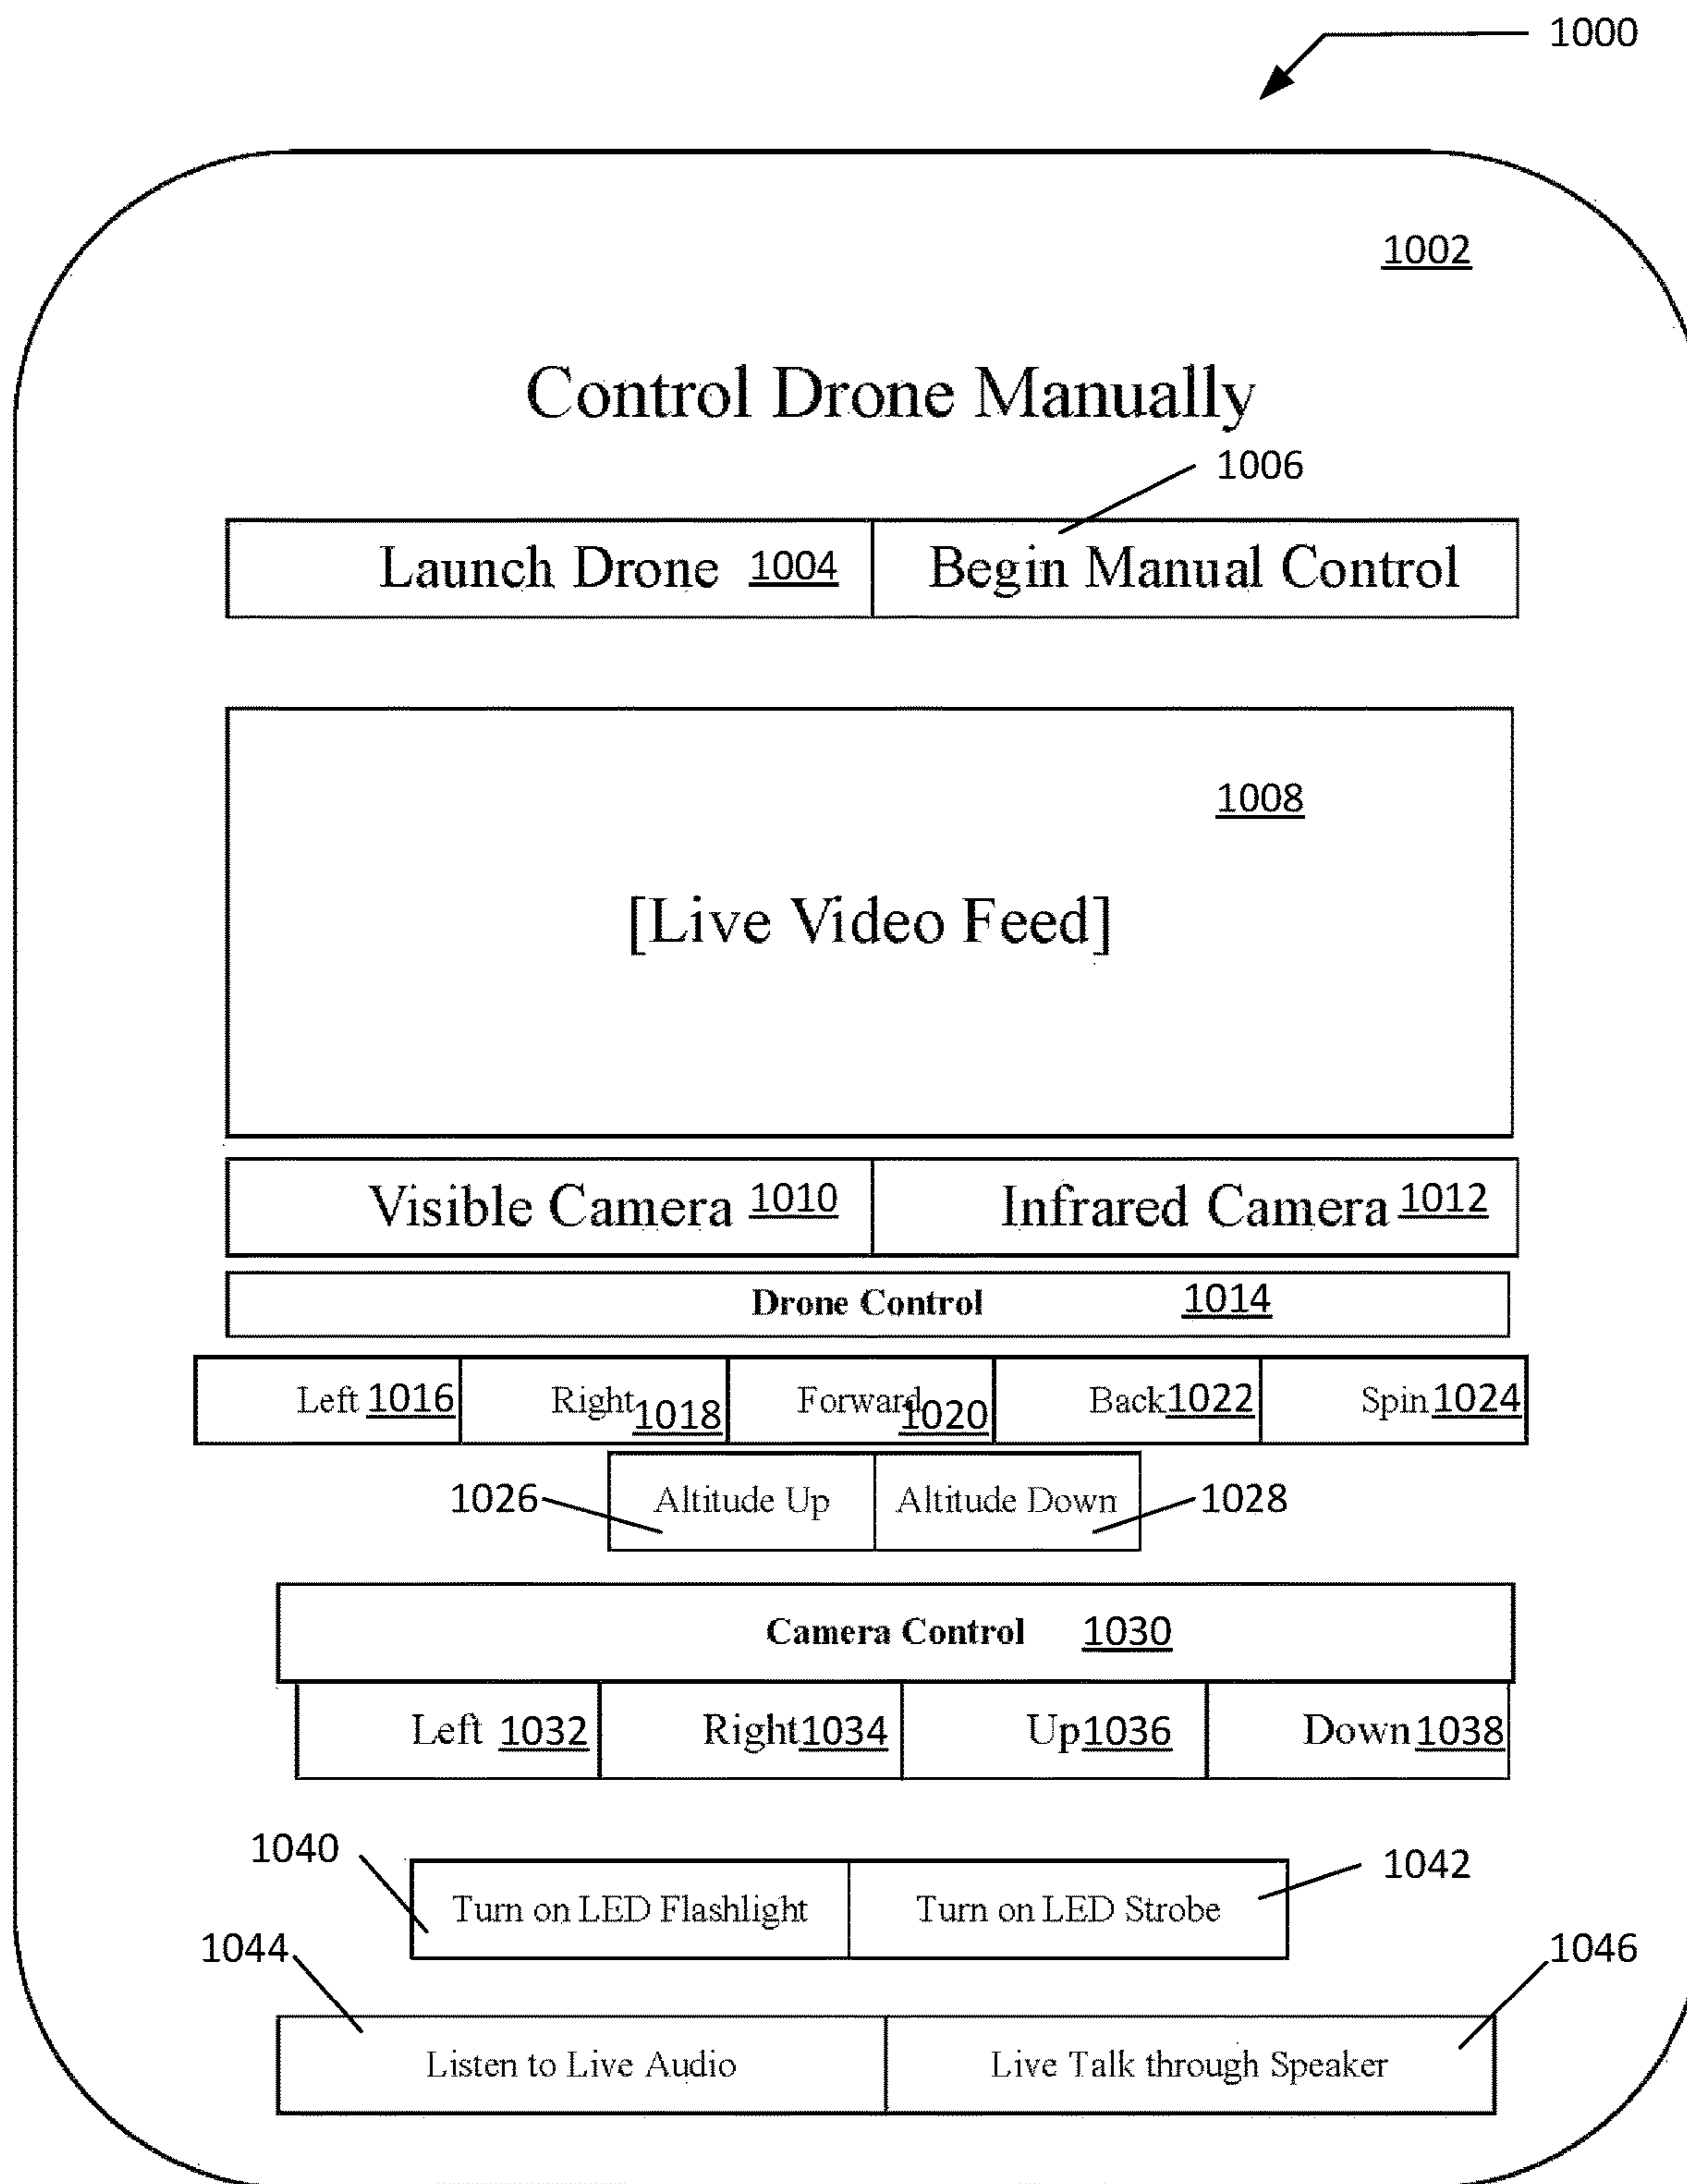 1000
1002
Control Drone Manually
1006
Launch Drone 1004 Begin Manual Control
1008
[Live Video Feed]
Visible Camera 1010 Infrared Camera 1012
Drone Control 1014
Left 1016 Right 1018 Forward 1020 Back 1022 Spin 1024
1026 Altitude Up Altitude Down 1028
Camera Control 1030
Left 1032 Right 1034 Up 1036 Down 1038
1040 1042
Turn on LED Flashlight Turn on LED Strobe
1044 1046
Listen to Live Audio Live Talk through Speaker